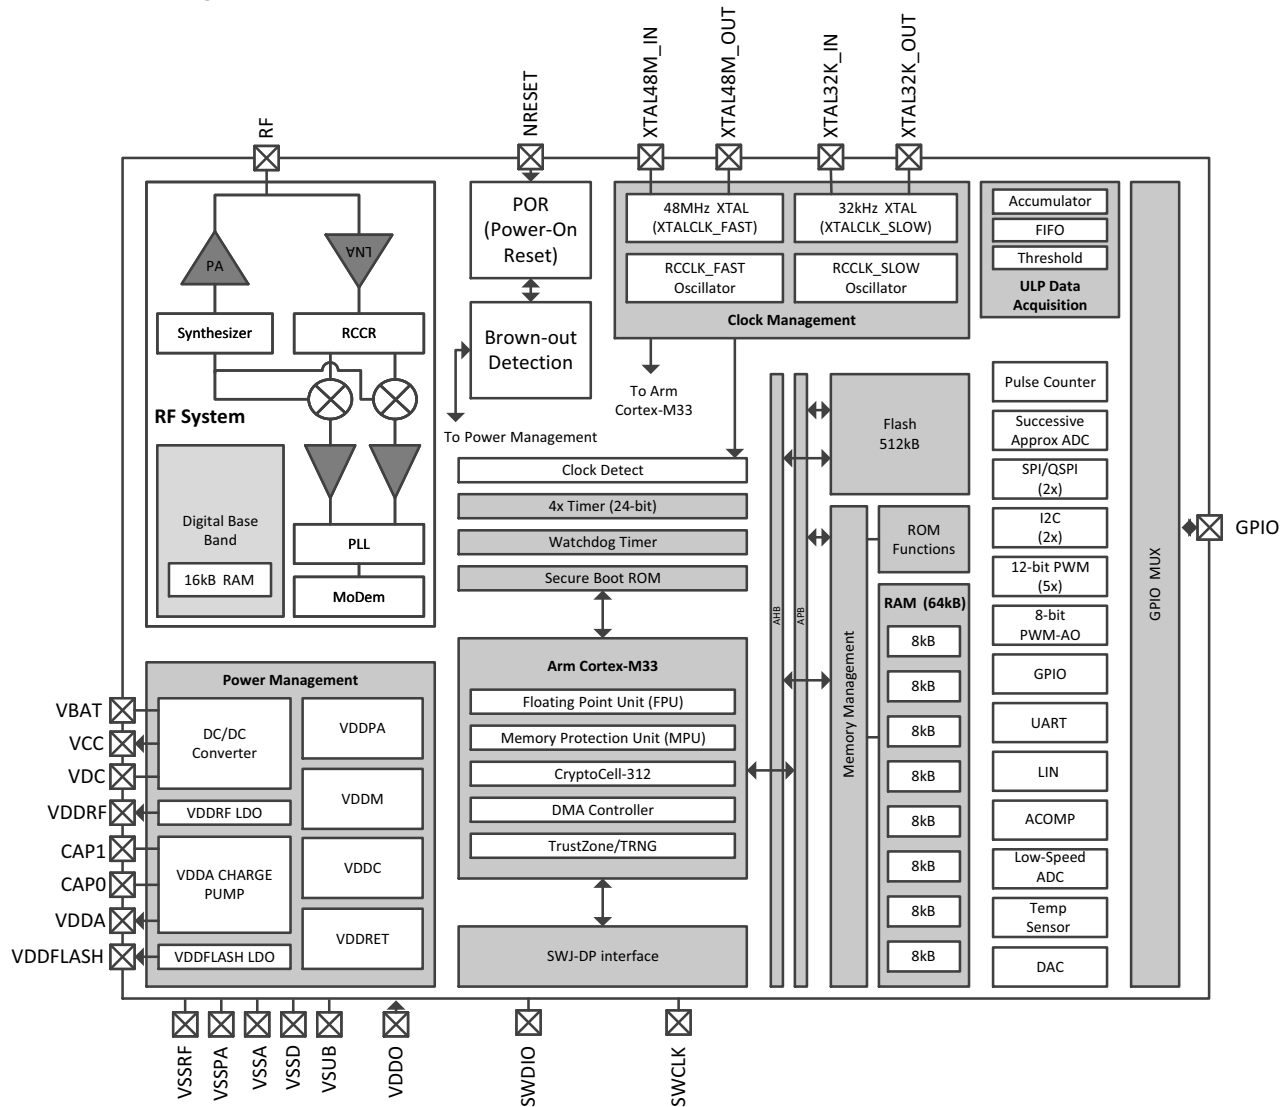 XTAL48M_IN
XTAL48M_OUT
XTAL32K_IN
XTAL32K_OUT
NRESET
RF
PA
LNA
Synthesizer
RCCR
RF System
Digital Base
Band
16kB RAM
PLL
MoDem
POR
(Power-On
Reset)
Brown-out
Detection
To Power Management
48MHz XTAL
(XTALCLK_FAST)
32kHz XTAL
(XTALCLK_SLOW)
RCCLK_FAST
Oscillator
RCCLK_SLOW
Oscillator
Clock Management
To Arm
Cortex-M33
Accumulator
FIFO
Threshold
ULP Data
Acquisition
Clock Detect
4x Timer (24-bit)
Watchdog Timer
Secure Boot ROM
Arm Cortex-M33
Floating Point Unit (FPU)
Memory Protection Unit (MPU)
CryptoCell-312
DMA Controller
TrustZone/TRNG
SWJ-DP interface
AHB
APB
Flash
512kB
Memory Management
ROM
Functions
RAM (64kB)
8kB
8kB
8kB
8kB
8kB
8kB
8kB
8kB
Pulse Counter
Successive
Approx ADC
SPI/QSPI
(2x)
I2C
(2x)
12-bit PWM
(5x)
8-bit
PWM-AO
GPIO
UART
LIN
ACOMP
Low-Speed
ADC
Temp
Sensor
DAC
GPIO MUX
GPIO
Power Management
DC/DC
Converter
VDDRF LDO
VDDA CHARGE
PUMP
VDDFLASH LDO
VDDPA
VDDM
VDDC
VDDRET
VBAT
VCC
VDC
VDDRF
CAP1
CAP0
VDDA
VDDFLASH
VSSRF
VSSPA
VSSA
VSSD
VSUB
VDDO
SWDIO
SWCLK